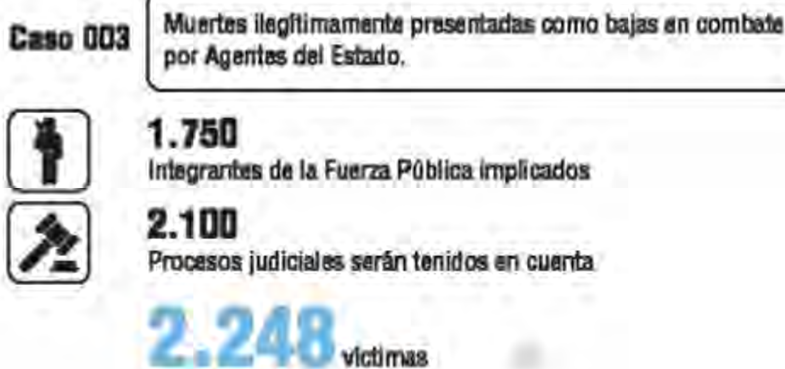 Caso 003
Muertes ilegítimamente presentadas como bajas en combate
por Agentes del Estado.
1.750
Integrantes de la Fuerza Pública implicados
2.100
Procesos judiciales serán tenidos en cuenta
2.248 víctimas